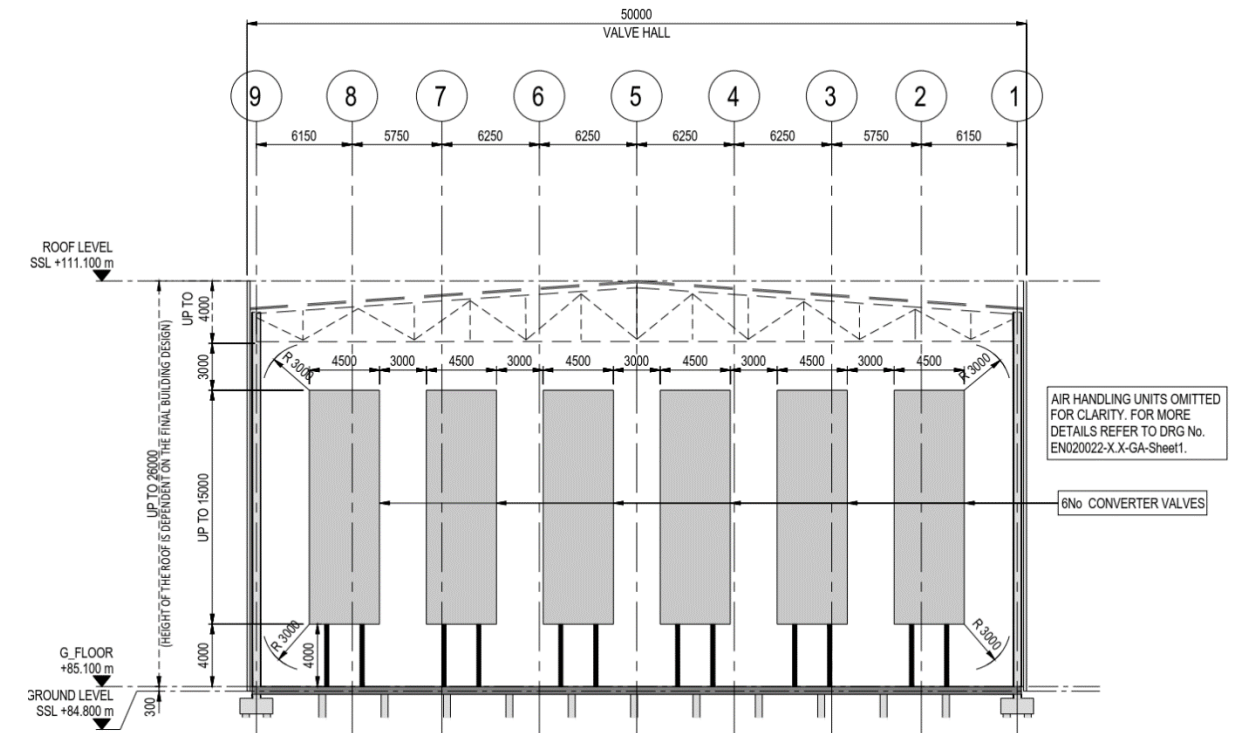 50000
VALVE HALL
9 8 7 6 5 4 3 2 1
6150 5750 6250 6250 6250 6250 5750 6150
ROOF LEVEL
SSL +111.100 m
UP TO
4000
3000
UP TO 15000
4000
UP TO 26000
(HEIGHT OF THE ROOF IS DEPENDENT ON THE FINAL BUILDING DESIGN)
R 3000
4500 3000 4500 3000 4500 3000 4500 3000 4500 3000 4500
R 3000
AIR HANDLING UNITS OMITTED
FOR CLARITY. FOR MORE
DETAILS REFER TO DRG No.
EN020022-X.X-GA-Sheet1.
6No CONVERTER VALVES
R 3000
4000
R 3000
G_FLOOR
+85.100 m
GROUND LEVEL
SSL +84.800 m
300